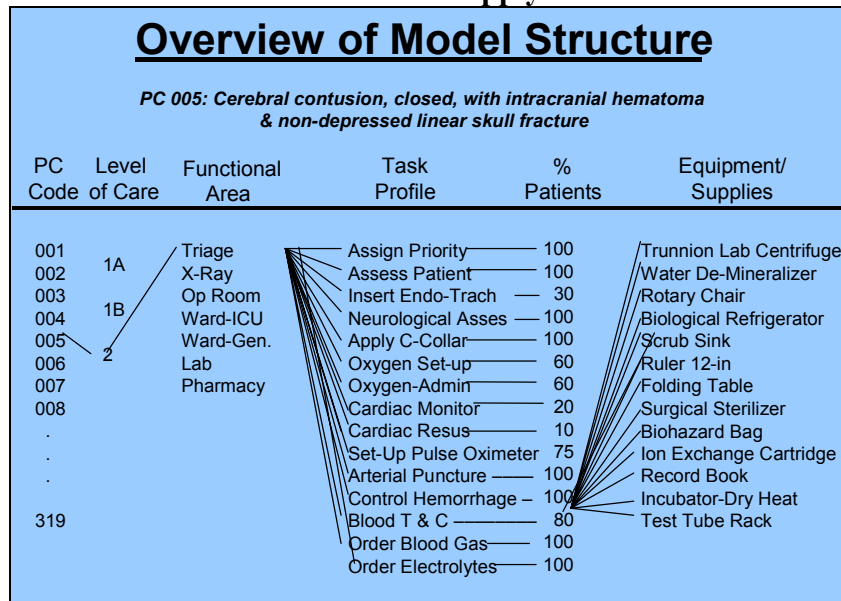 Overview of Model Structure
PC 005: Cerebral contusion, closed, with intracranial hematoma
& non-depressed linear skull fracture
PC Level Functional Task % Equipment/
Code of Care Area Profile Patients Supplies
001 Triage Assign Priority 100 Trunnion Lab Centrifuge
1A
002 X-Ray Assess Patient 100 Water De-Mineralizer
003 Op Room Insert Endo-Trach — 30 Rotary Chair
1B
004 Ward-ICU Neurological Asses 100 Biological Refrigerator
005 Ward-Gen. Apply C-Collar 100 Scrub Sink
2
006 Lab Oxygen Set-up 60 Ruler 12-in
007 Pharmacy Oxygen-Admin 60 Folding Table
008 Cardiac Monitor 20 Surgical Sterilizer
. Cardiac Resus 10 Biohazard Bag
. Set-Up Pulse Oximeter 75 Ion Exchange Cartridge
. Arterial Puncture –––– 100 Record Book
Control Hemorrhage – 100 Incubator-Dry Heat
319 Blood T & C –––––––– 80 Test Tube Rack
Order Blood Gas 100
Order Electrolytes 100